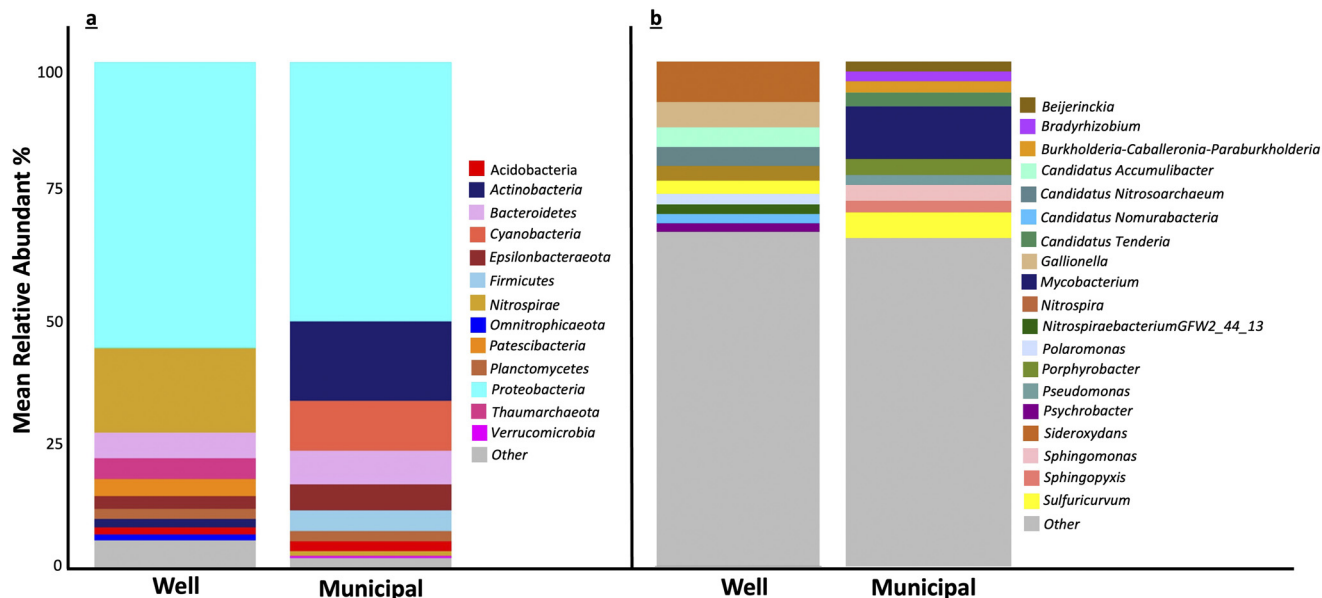 a
b
Mean Relative Abundant %
100
75
50
25
0
Well
Municipal
Acidobacteria
Actinobacteria
Bacteroidetes
Cyanobacteria
Epsilonbacteraeota
Firmicutes
Nitrospirae
Omnitrophicaeota
Patescibacteria
Planctomycetes
Proteobacteria
Thaumarchaeota
Verrucomicrobia
Other
Well
Municipal
Beijerinckia
Bradyrhizobium
Burkholderia-Caballeronia-Paraburkholderia
Candidatus Accumulibacter
Candidatus Nitrosoarchaeum
Candidatus Nomurabacteria
Candidatus Tenderia
Gallionella
Mycobacterium
Nitrospira
NitrospiraebacteriumGFW2_44_13
Polaromonas
Porphyrobacter
Pseudomonas
Psychrobacter
Sideroxydans
Sphingomonas
Sphingopyxis
Sulfuricurvum
Other